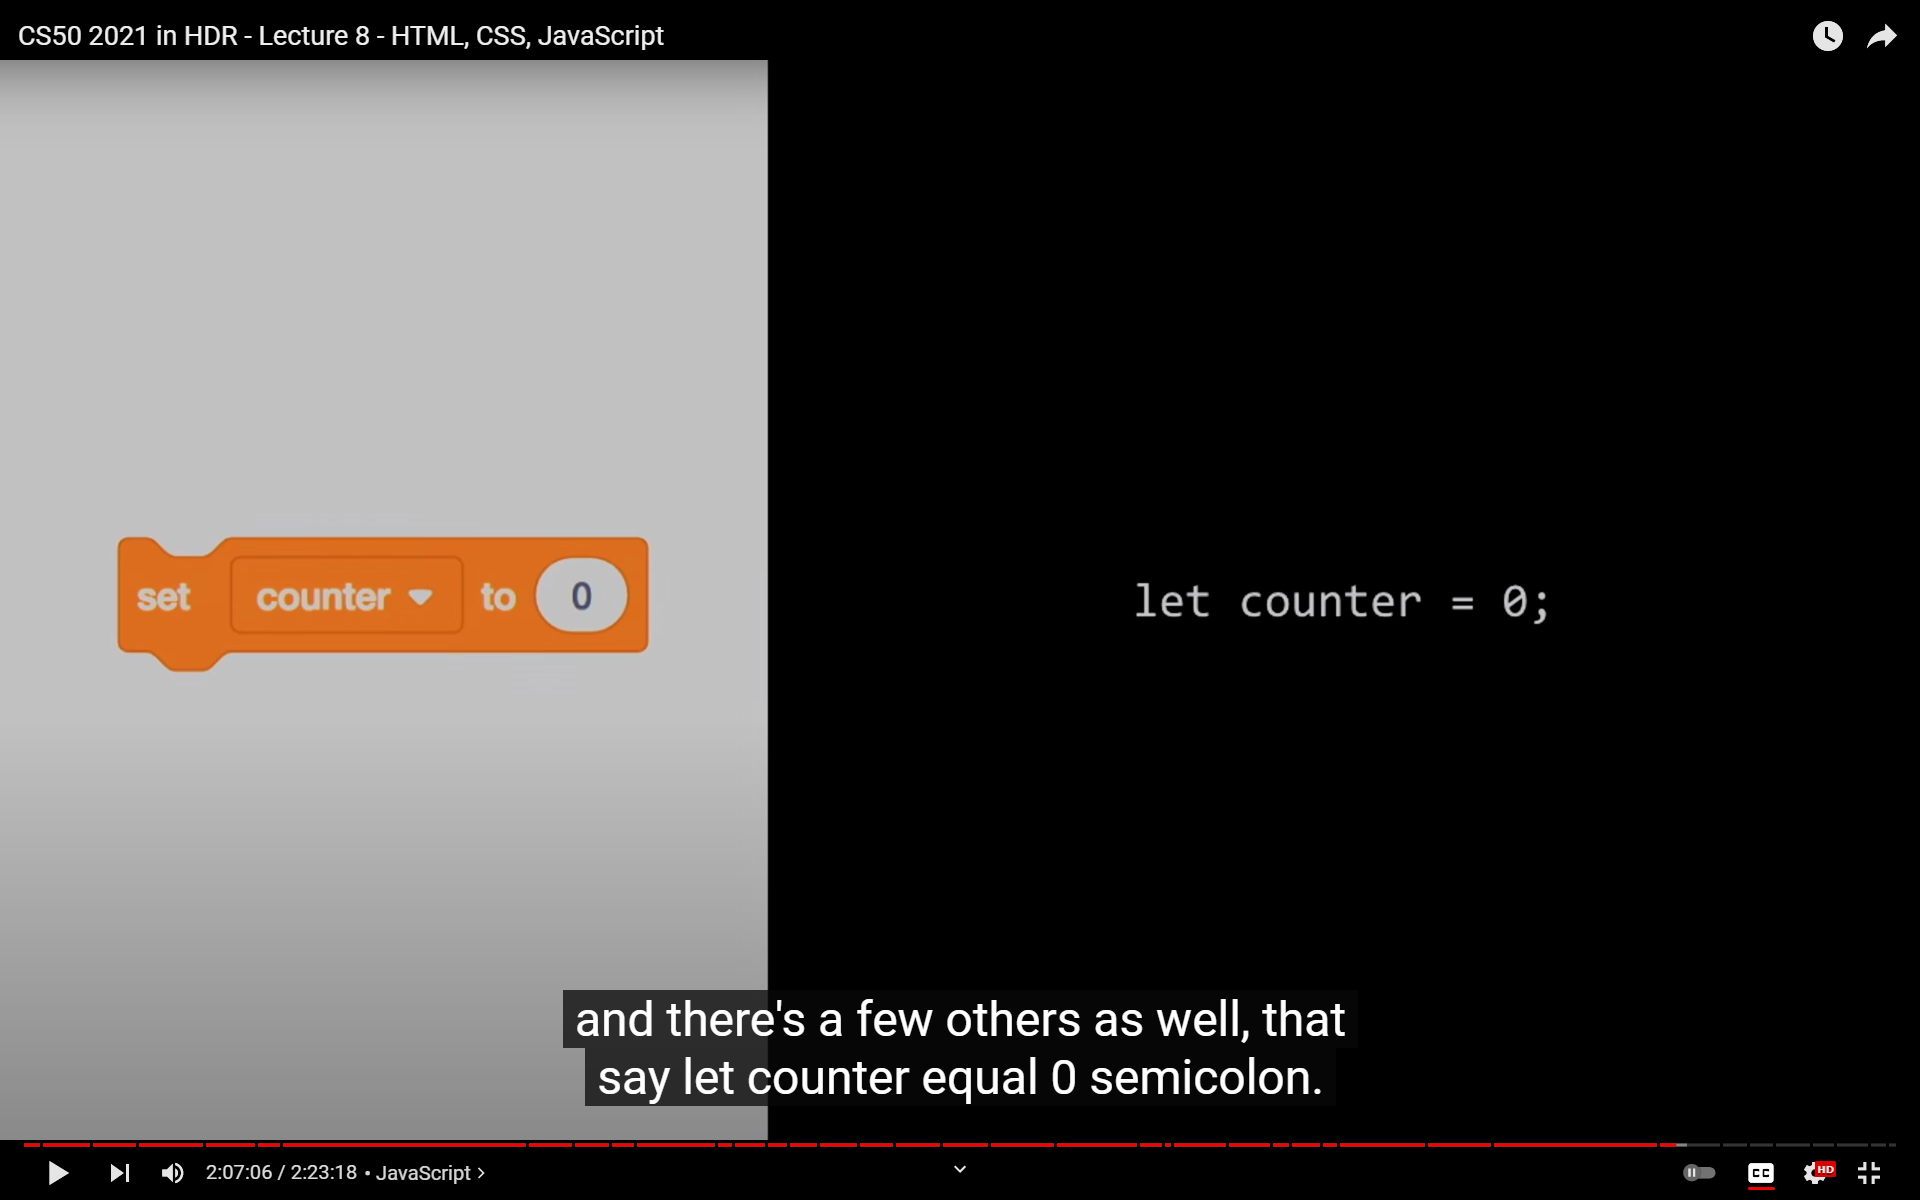 CS50 2021 in HDR - Lecture 8 - HTML, CSS, JavaScript
set counter to 0
let counter = 0;
and there's a few others as well, that
say let counter equal 0 semicolon.
2:07:06 / 2:23:18 • JavaScript
CC
HD